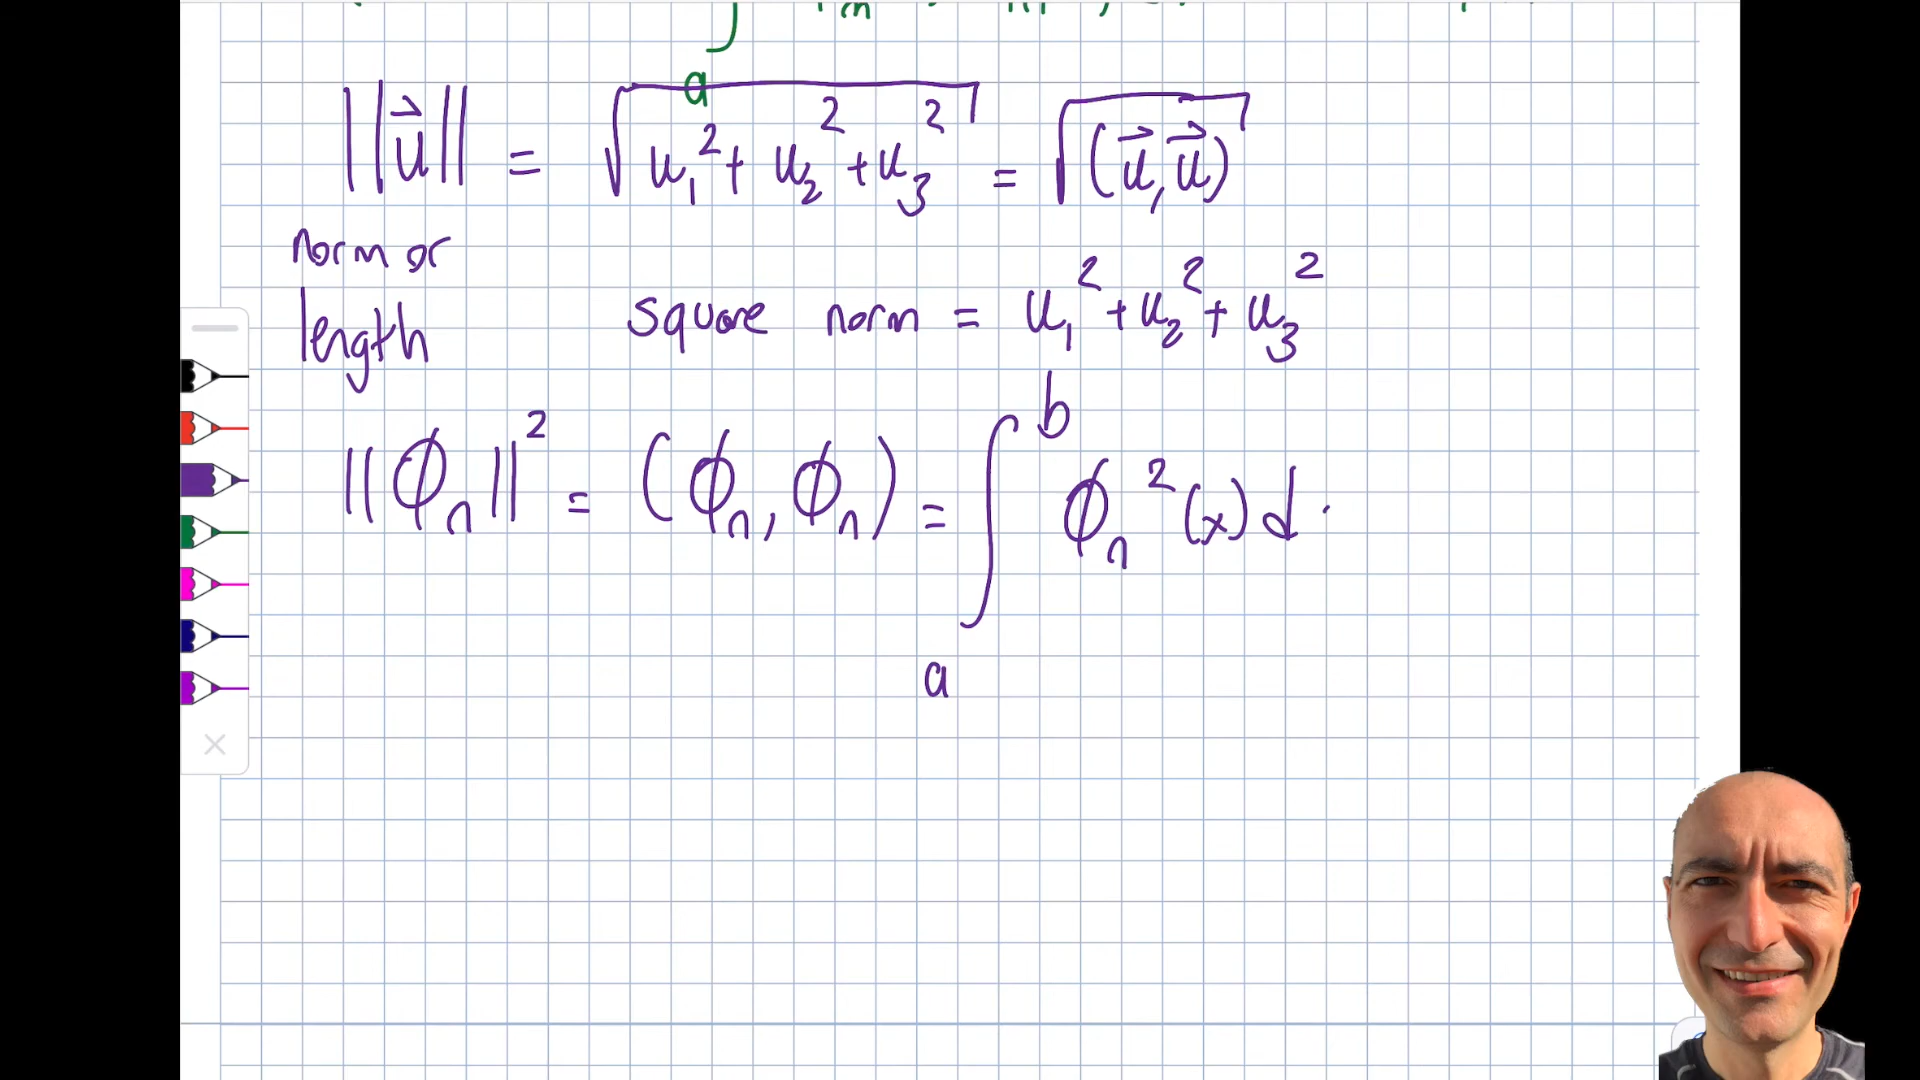 a
||u⃗|| = √(u₁² + u₂² + u₃²) = √(u⃗, u⃗)
norm or
length
square norm = u₁² + u₂² + u₃²
||ϕₙ||² = (ϕₙ, ϕₙ) = ∫ₐᵇ ϕₙ²(x) d